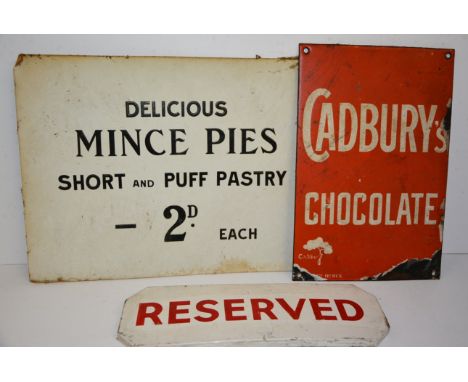 DELICIOUS
MINCE PIES
SHORT AND PUFF PASTRY
- 2D. EACH
CADBURY'S
CHOCOLATE
RESERVED